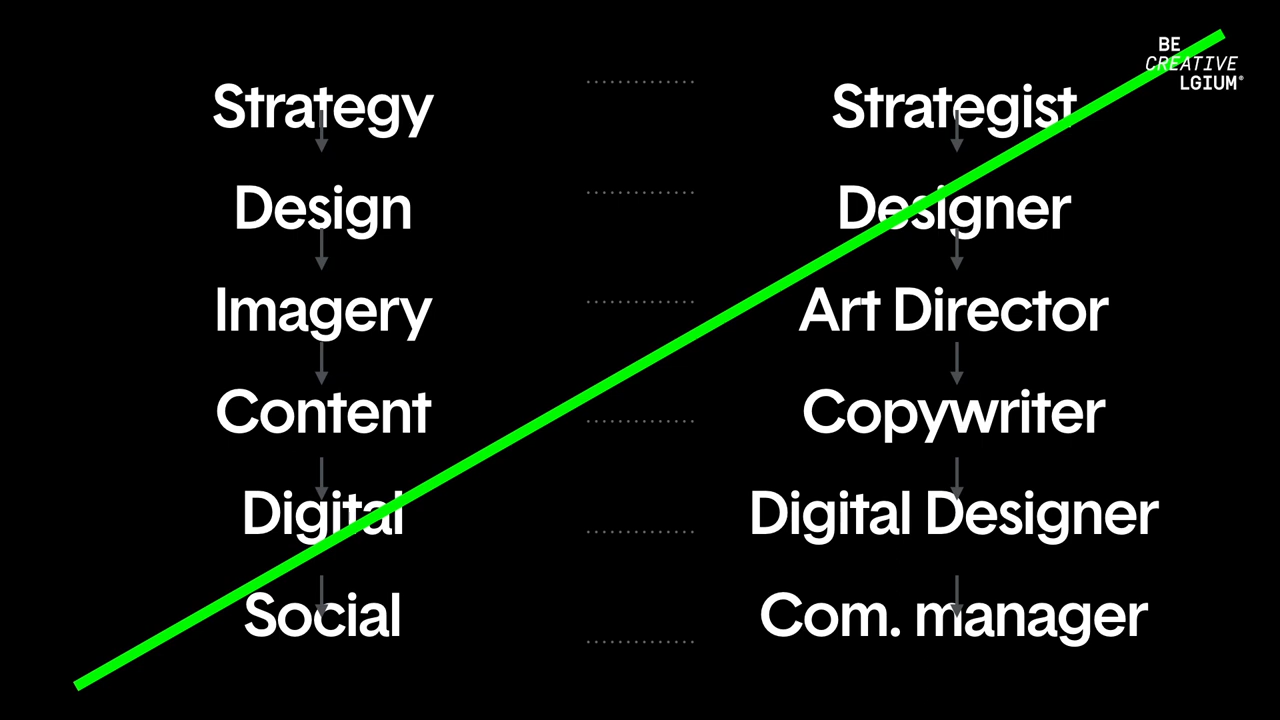 BE
CREATIVE
LGIUM®
Strategy Strategist
Design Designer
Imagery Art Director
Content Copywriter
Digital Digital Designer
Social Com. manager